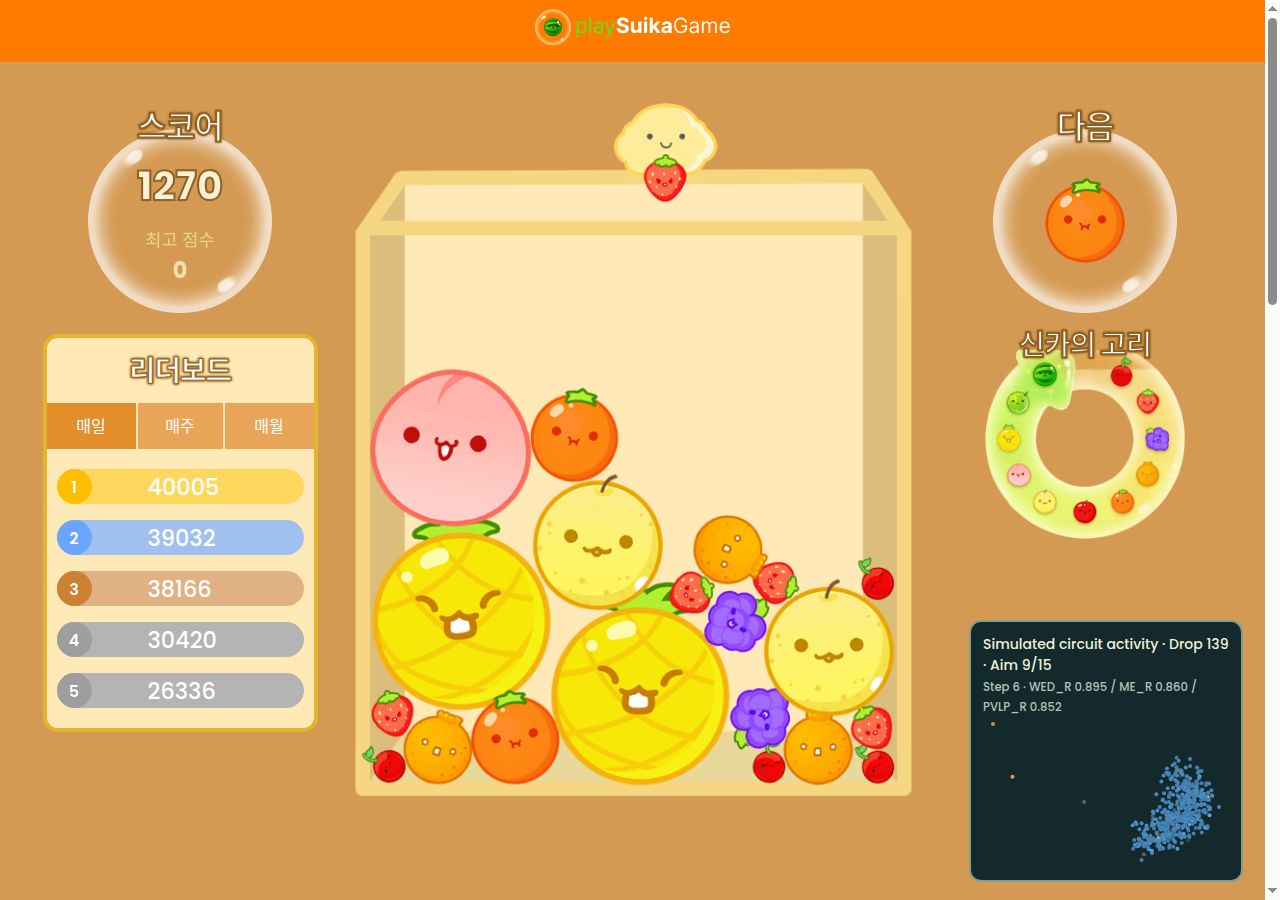 playSuikaGame
스코어
1270
최고 점수
0
다음
신카의 고리
리더보드
매일 매주 매월
1 40005
2 39032
3 38166
4 30420
5 26336
Simulated circuit activity · Drop 139
· Aim 9/15
Step 6 · WED_R 0.895 / ME_R 0.860 /
PVLP_R 0.852